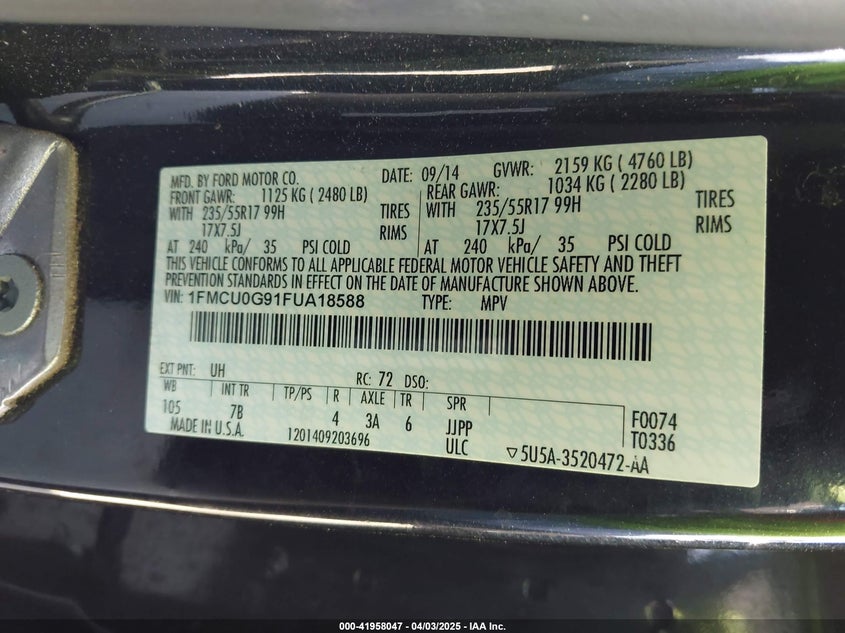 MFD. BY FORD MOTOR CO. DATE: 09/14 GVWR: 2159 KG ( 4760 LB)
FRONT GAWR: 1125 KG ( 2480 LB) REAR GAWR: 1034 KG ( 2280 LB)
WITH 235/55R17 99H TIRES WITH 235/55R17 99H TIRES
17X7.5J RIMS 17X7.5J RIMS
AT 240 kPa/ 35 PSI COLD AT 240 kPa/ 35 PSI COLD
THIS VEHICLE CONFORMS TO ALL APPLICABLE FEDERAL MOTOR VEHICLE SAFETY AND THEFT
PREVENTION STANDARDS IN EFFECT ON THE DATE OF MANUFACTURE SHOWN ABOVE.
VIN: 1FMCU0G91FUA18588 TYPE: MPV
EXT PNT: UH RC: 72 DSO:
WB INT TR TP/PS R AXLE TR SPR
105 7B 4 3A 6 JJPP F0074
MADE IN U.S.A. 1201409203696 ULC ▽5U5A-3520472-AA T0336
000-41958047 - 04/03/2025 - IAA Inc.